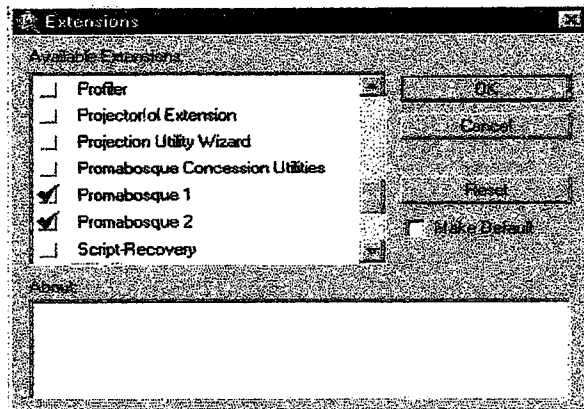 Extensions
Available Extensions:
Profiler
Projector!o! Extension
Projection Utility Wizard
Promabosque Concession Utilities
Promabosque 1
Promabosque 2
Script-Recovery
OK
Cancel
Reset
Make Default
About: